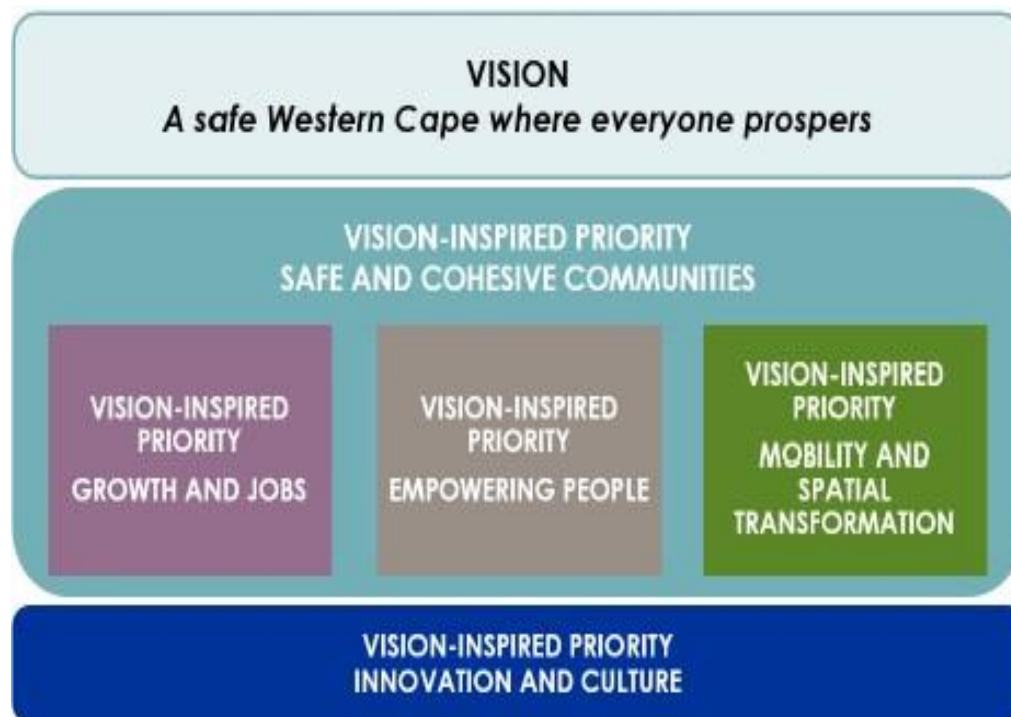 VISION
A safe Western Cape where everyone prospers
VISION-INSPIRED PRIORITY
SAFE AND COHESIVE COMMUNITIES
VISION-INSPIRED
PRIORITY
GROWTH AND JOBS
VISION-INSPIRED
PRIORITY
EMPOWERING PEOPLE
VISION-INSPIRED
PRIORITY
MOBILITY AND
SPATIAL
TRANSFORMATION
VISION-INSPIRED PRIORITY
INNOVATION AND CULTURE